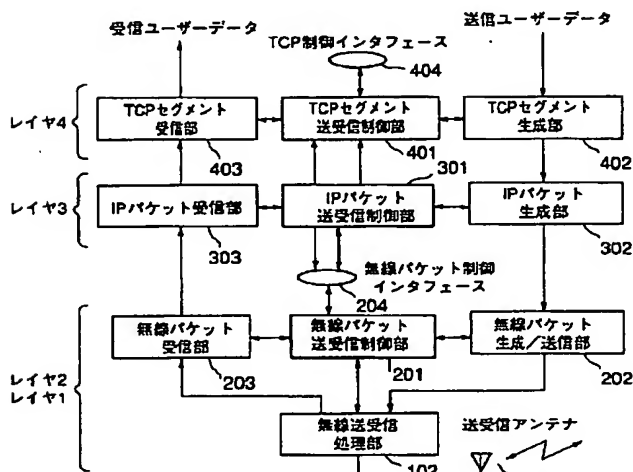 受信ユーザーデータ
TCP制御インタフェース
404
送信ユーザーデータ
レイヤ4
TCPセグメント
受信部
403
TCPセグメント
送受信制御部
401
TCPセグメント
生成部
402
レイヤ3
IPパケット受信部
303
301
IPパケット
送受信制御部
IPパケット
生成部
302
無線パケット制御
インタフェース
204
レイヤ2
レイヤ1
無線パケット
受信部
203
無線パケット
送受信制御部
201
無線パケット
生成/送信部
202
無線送受信
処理部
102
送受信アンテナ